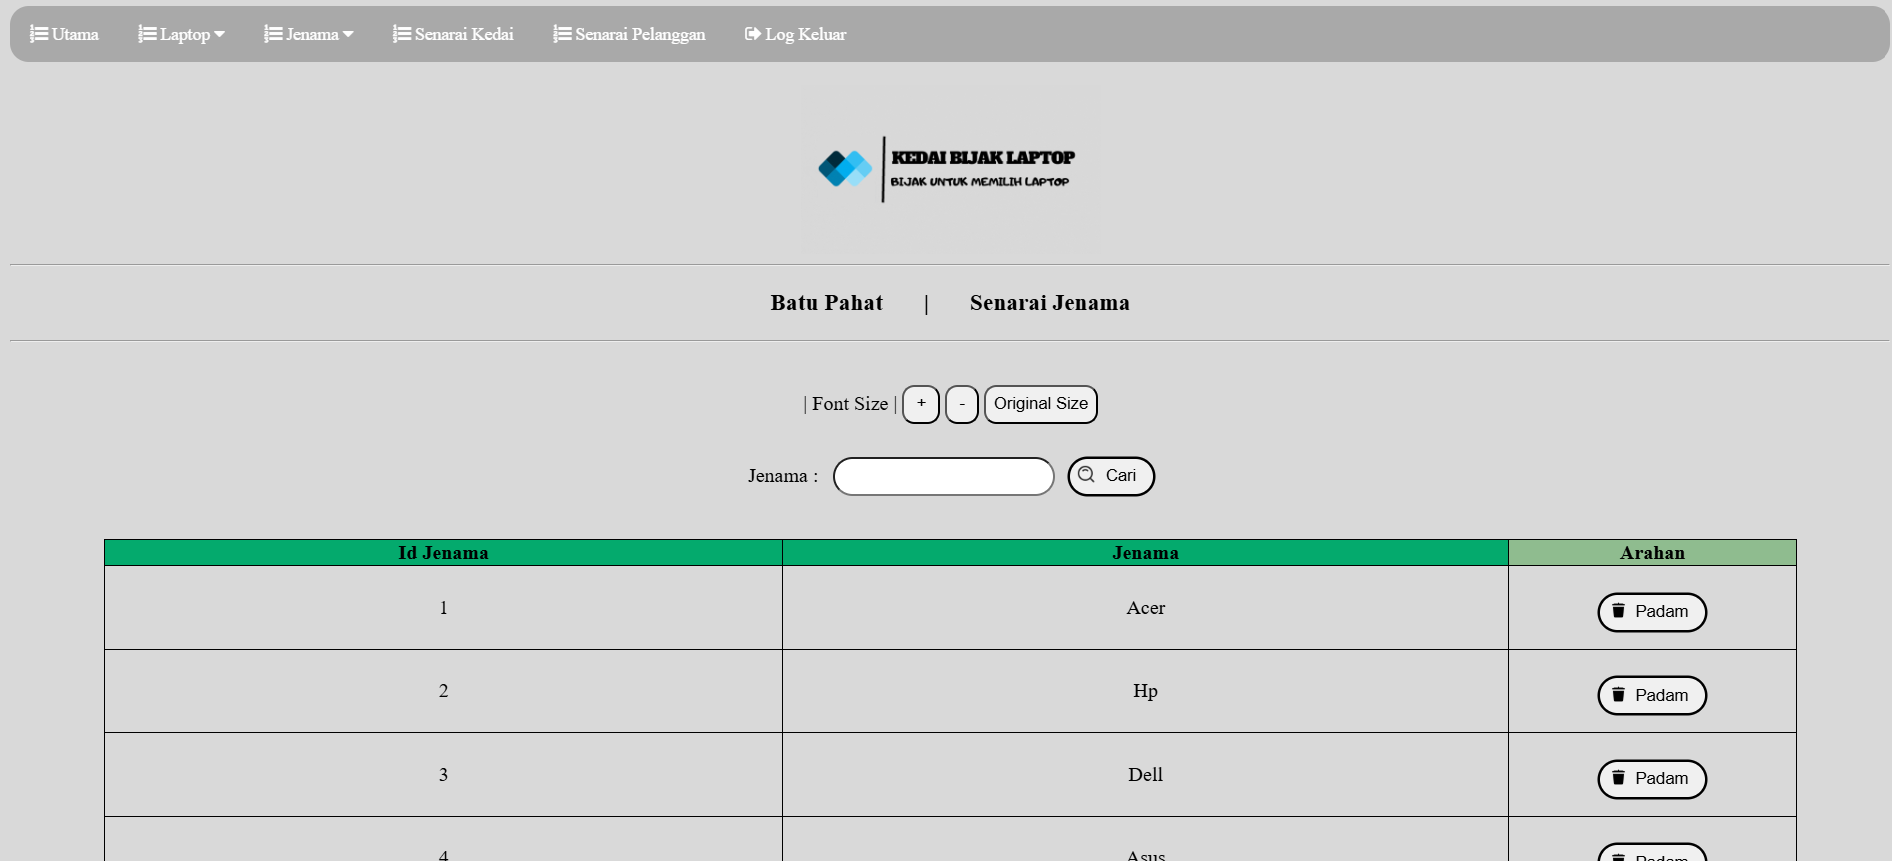 Utama Laptop Jenama Senarai Kedai Senarai Pelanggan Log Keluar
KEDAI BIJAK LAPTOP
BIJAK UNTUK MEMILIH LAPTOP
Batu Pahat | Senarai Jenama
| Font Size | + - Original Size
Jenama : Cari
Id Jenama Jenama Arahan
1 Acer Padam
2 Hp Padam
3 Dell Padam
4 Asus Padam